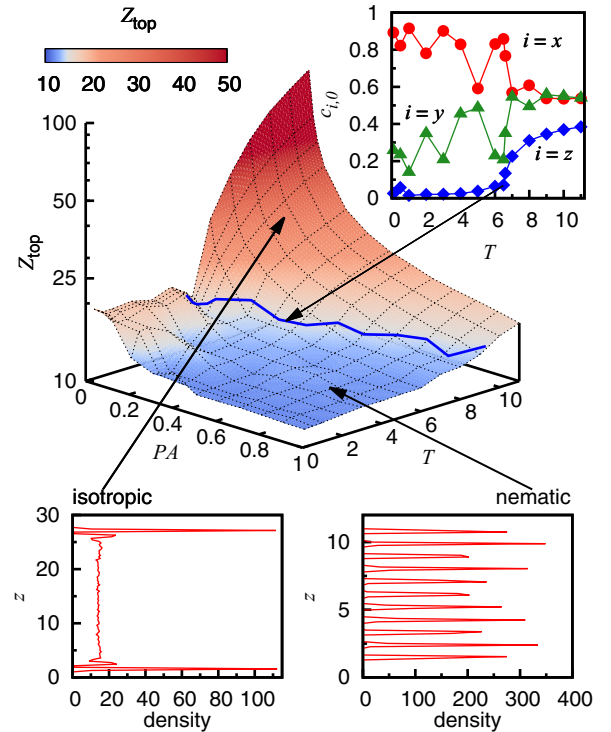 Z_top
10 20 30 40 50
1
0.8
0.6
0.4
0.2
0
c_i,0
i = x
i = y
i = z
0 2 4 6 8 10
T
100
50
25
10
Z_top
0 0.2 0.4 0.6 0.8 1
PA
0 2 4 6 8 10
T
isotropic
nematic
30
20
10
0
z
0 20 40 60 80 100
density
10
5
0
z
0 100 200 300 400
density